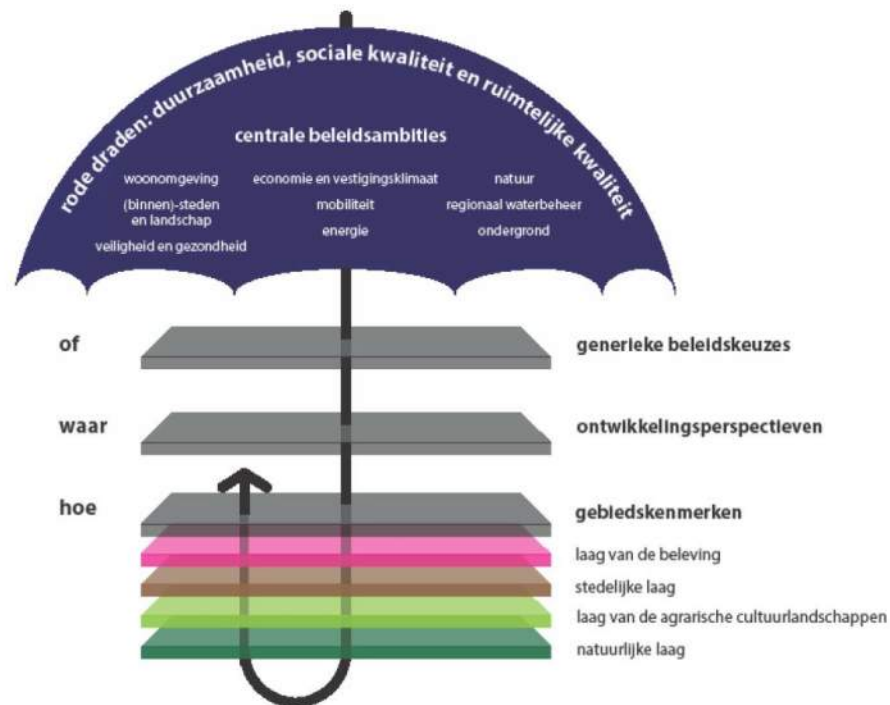 rode draden: duurzaamheid, sociale kwaliteit en ruimtelijke kwaliteit
centrale beleidsambities
woonomgeving
(binnen)-steden
en landschap
veiligheid en gezondheid
economie en vestigingsklimaat
mobiliteit
energie
natuur
regionaal waterbeheer
ondergrond
of
generieke beleidskeuzes
waar
ontwikkelingsperspectieven
hoe
gebiedskenmerken
laag van de beleving
stedelijke laag
laag van de agrarische cultuurlandschappen
natuurlijke laag